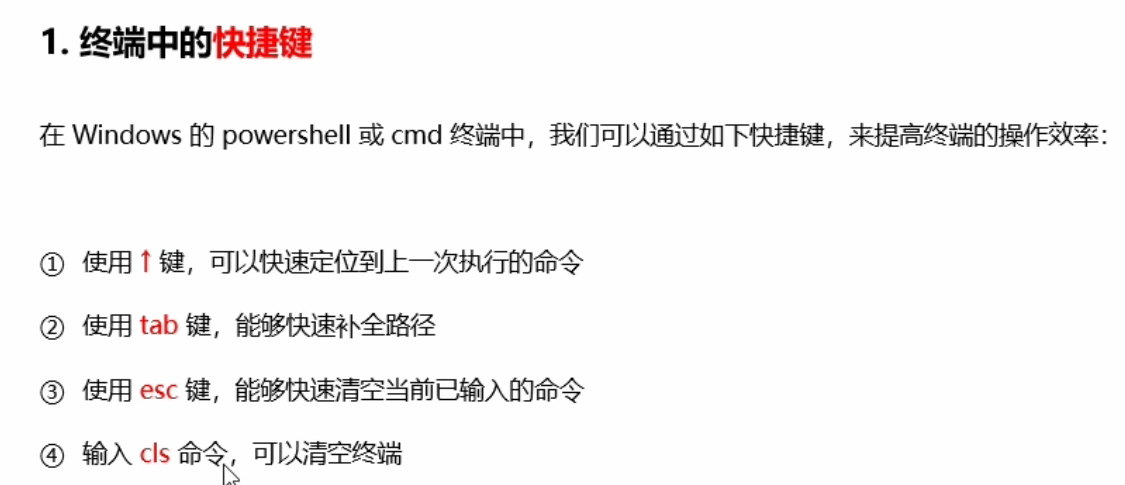 1. 终端中的快捷键
在 Windows 的 powershell 或 cmd 终端中，我们可以通过如下快捷键，来提高终端的操作效率：
① 使用 ↑ 键，可以快速定位到上一次执行的命令
② 使用 tab 键，能够快速补全路径
③ 使用 esc 键，能够快速清空当前已输入的命令
④ 输入 cls 命令，可以清空终端